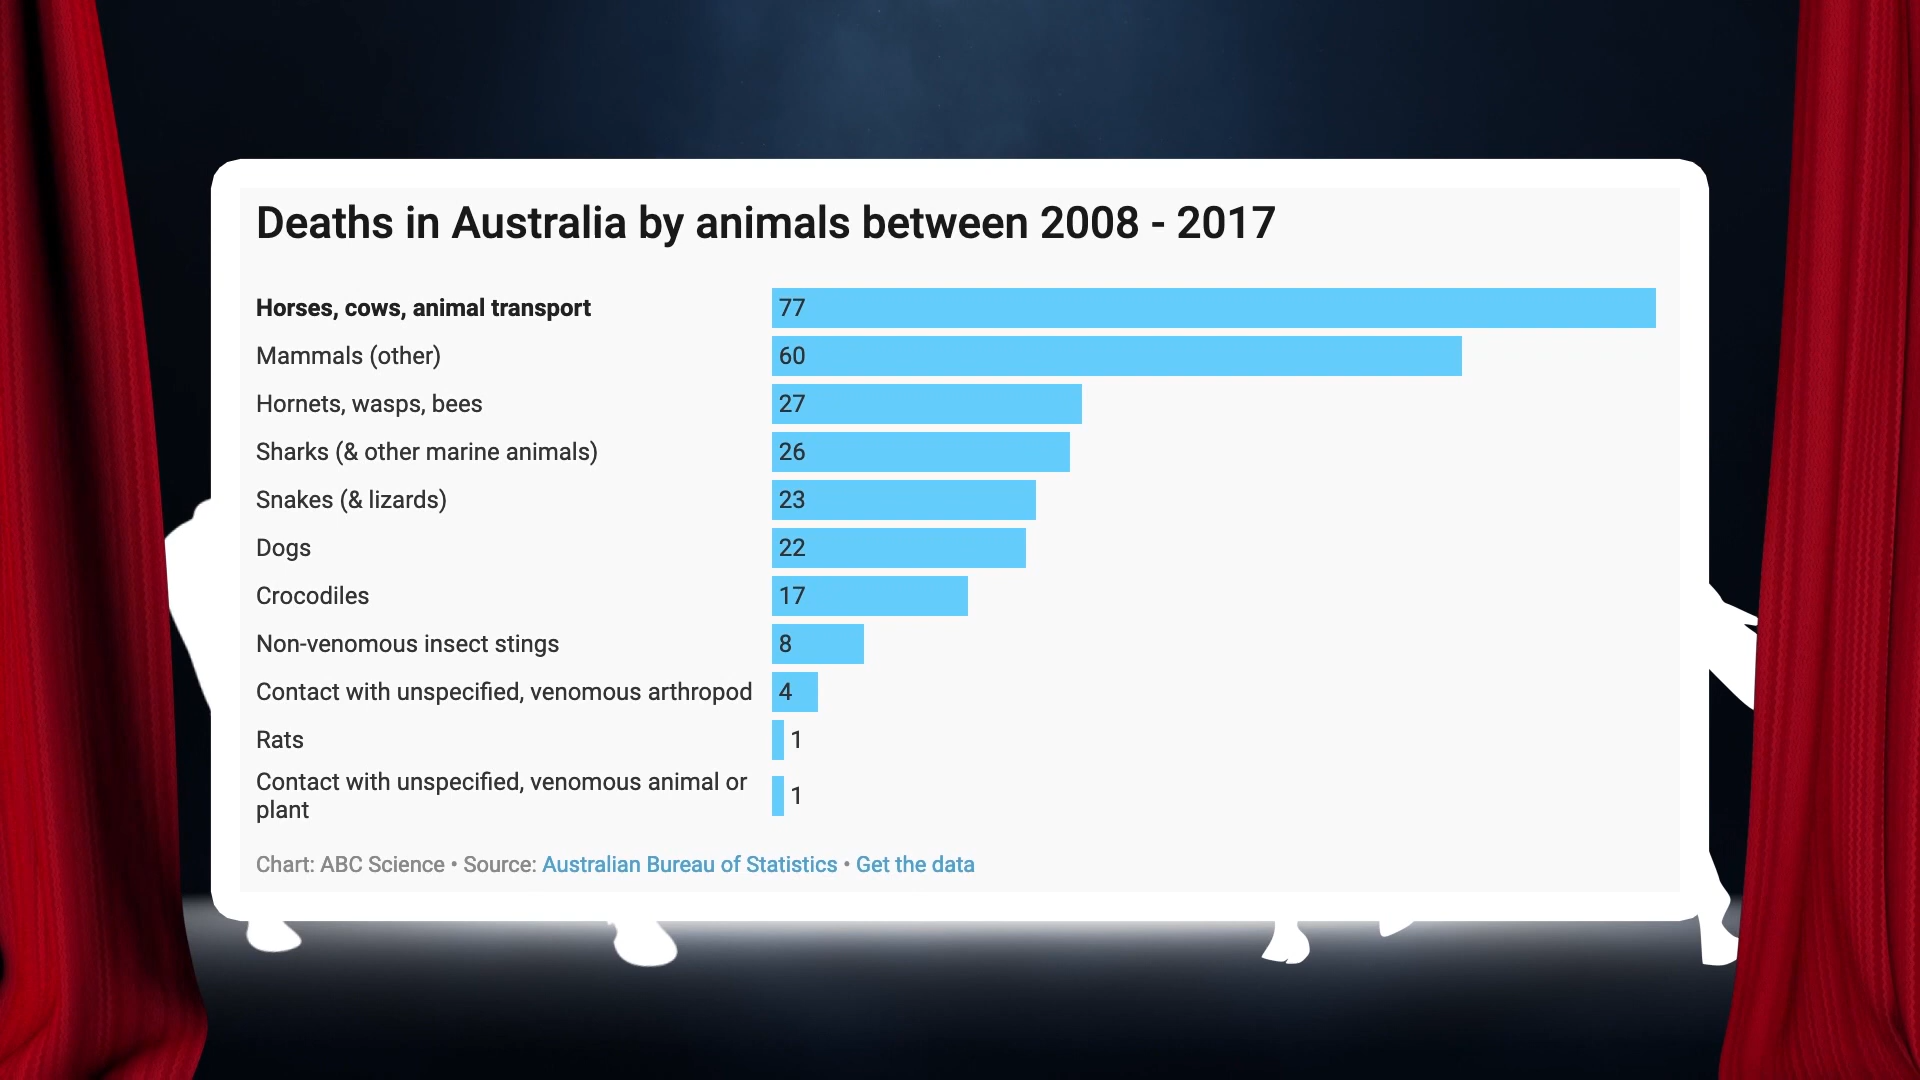 Deaths in Australia by animals between 2008 - 2017
Horses, cows, animal transport 77
Mammals (other) 60
Hornets, wasps, bees 27
Sharks (& other marine animals) 26
Snakes (& lizards) 23
Dogs 22
Crocodiles 17
Non-venomous insect stings 8
Contact with unspecified, venomous arthropod 4
Rats 1
Contact with unspecified, venomous animal or
plant 1
Chart: ABC Science • Source: Australian Bureau of Statistics • Get the data